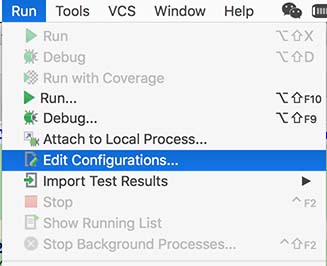 Run Tools VCS Window Help
Run ⌥⇧X
Debug ⌥⇧D
Run with Coverage
Run... ⌥⇧F10
Debug... ⌥⇧F9
Attach to Local Process...
Edit Configurations...
Import Test Results ▶
Stop ^F2
Show Running List
Stop Background Processes... ⇧F2